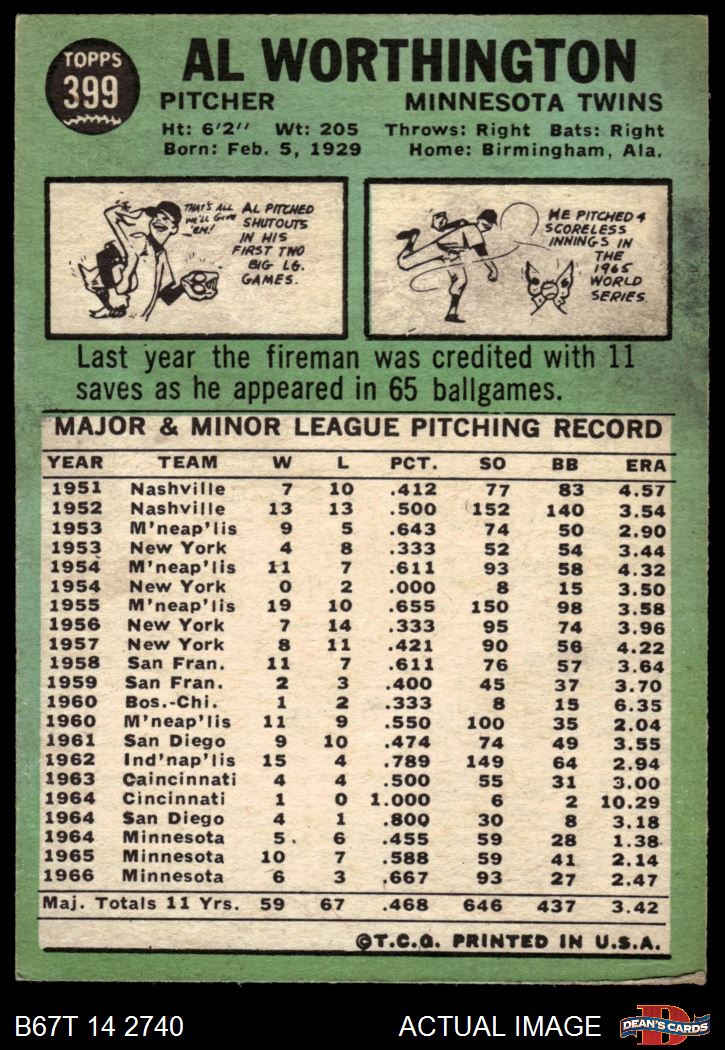 TOPPS
399
AL WORTHINGTON
PITCHER MINNESOTA TWINS
Ht: 6'2" Wt: 205 Throws: Right Bats: Right
Born: Feb. 5, 1929 Home: Birmingham, Ala.
THAT'S ALL
WE'LL GIVE
'EM!
AL PITCHED
SHUTOUTS
IN HIS
FIRST TWO
BIG LG.
GAMES.
HE PITCHED 4
SCORELESS
INNINGS IN
THE
1965
WORLD
SERIES.
Last year the fireman was credited with 11
saves as he appeared in 65 ballgames.
MAJOR & MINOR LEAGUE PITCHING RECORD
YEAR TEAM W L PCT. SO BB ERA
1951 Nashville 7 10 .412 77 83 4.57
1952 Nashville 13 13 .500 152 140 3.54
1953 M'neap'lis 9 5 .643 74 50 2.90
1953 New York 4 8 .333 52 54 3.44
1954 M'neap'lis 11 7 .611 93 58 4.32
1954 New York 0 2 .000 8 15 3.50
1955 M'neap'lis 19 10 .655 150 98 3.58
1956 New York 7 14 .333 95 74 3.96
1957 New York 8 11 .421 90 56 4.22
1958 San Fran. 11 7 .611 76 57 3.64
1959 San Fran. 2 3 .400 45 37 3.70
1960 Bos.-Chi. 1 2 .333 8 15 6.35
1960 M'neap'lis 11 9 .550 100 35 2.04
1961 San Diego 9 10 .474 74 49 3.55
1962 Ind'nap'lis 15 4 .789 149 64 2.94
1963 Caincinnati 4 4 .500 55 31 3.00
1964 Cincinnati 1 0 1.000 6 2 10.29
1964 San Diego 4 1 .800 30 8 3.18
1964 Minnesota 5 6 .455 59 28 1.38
1965 Minnesota 10 7 .588 59 41 2.14
1966 Minnesota 6 3 .667 93 27 2.47
Maj. Totals 11 Yrs. 59 67 .468 646 437 3.42
©T.C.G. PRINTED IN U.S.A.
B67T 14 2740 ACTUAL IMAGE
D
DEAN'S CARDS